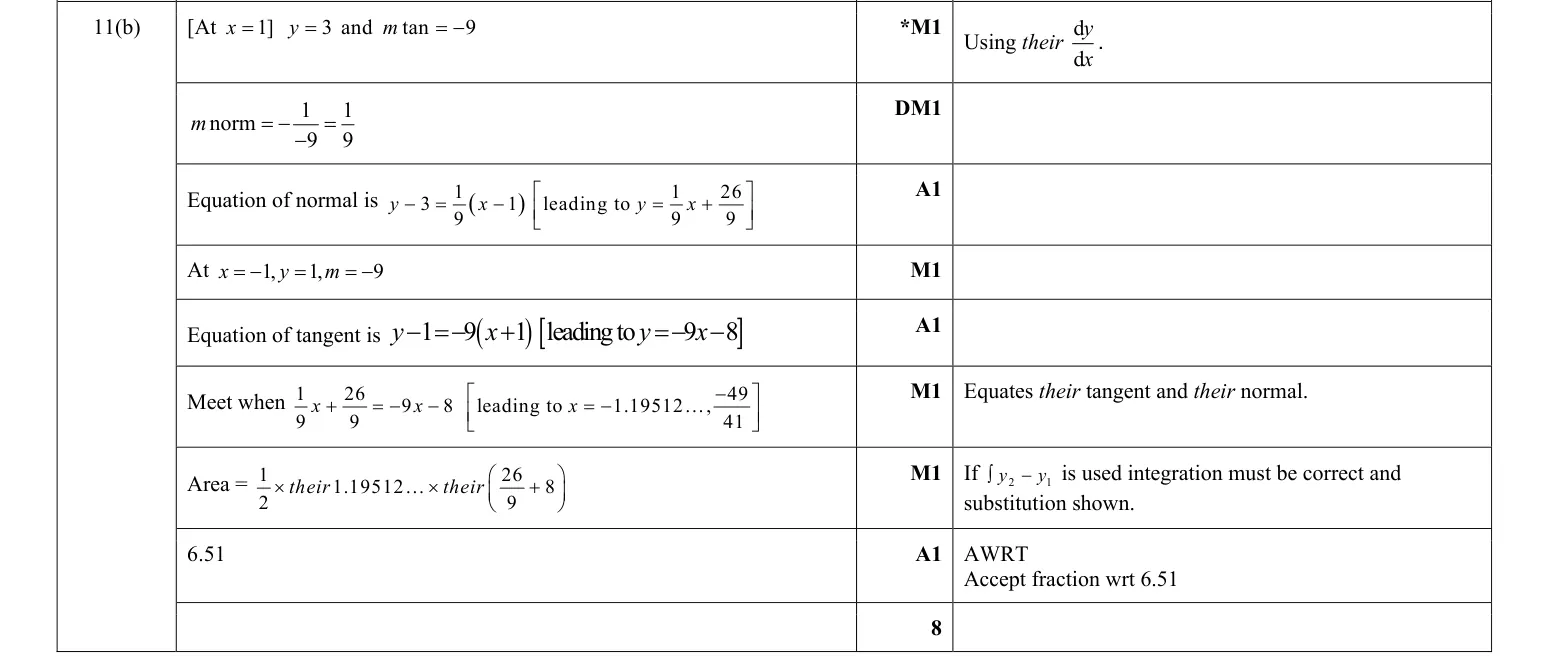 11(b) [At x = 1] y = 3 and m tan = −9 *M1 Using their dy/dx.
m norm = −1/−9 = 1/9 DM1
Equation of normal is y − 3 = 1/9 (x − 1) [leading to y = 1/9 x + 26/9] A1
At x = −1, y = 1, m = −9 M1
Equation of tangent is y−1=−9(x+1) [leading to y=−9x−8] A1
Meet when 1/9 x + 26/9 = −9x − 8 [leading to x = −1.19512…, −49/41] M1 Equates their tangent and their normal.
Area = 1/2 × their 1.19512… × their (26/9 + 8) M1 If ∫ y₂ − y₁ is used integration must be correct and
substitution shown.
6.51 A1 AWRT
Accept fraction wrt 6.51
8